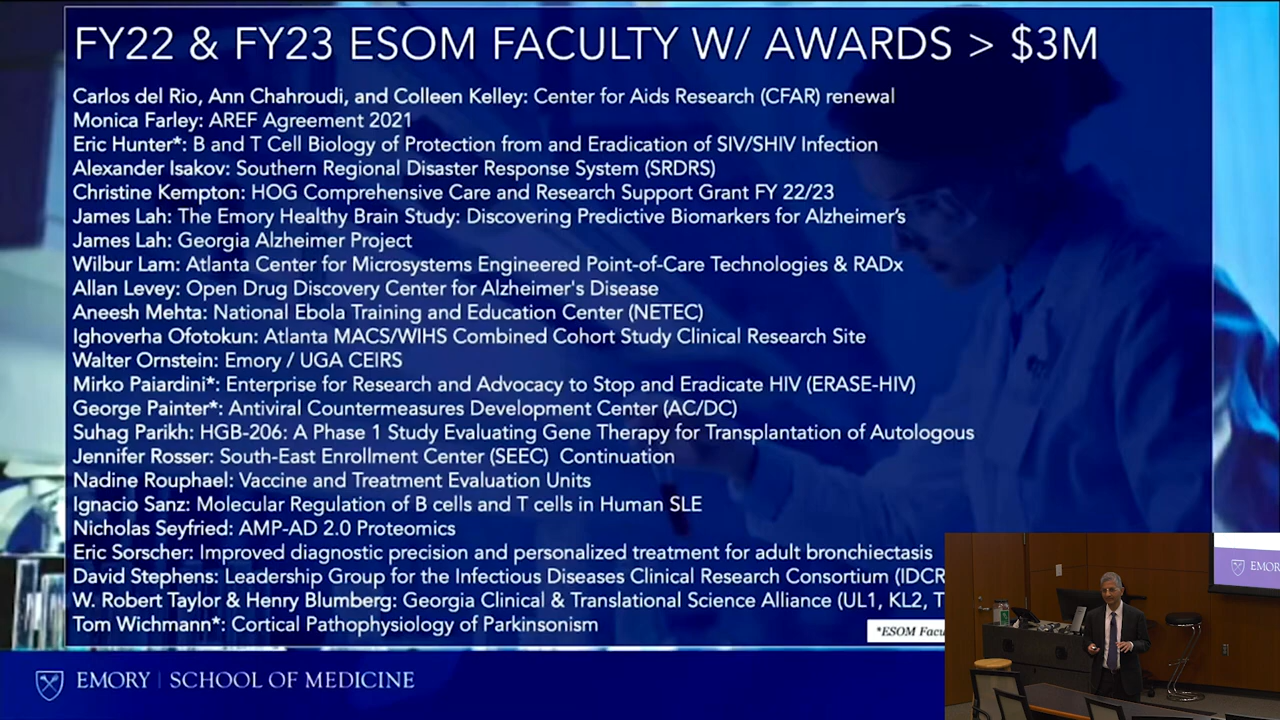 FY22 & FY23 ESOM FACULTY W/ AWARDS > $3M
Carlos del Rio, Ann Chahroudi, and Colleen Kelley: Center for Aids Research (CFAR) renewal
Monica Farley: AREF Agreement 2021
Eric Hunter*: B and T Cell Biology of Protection from and Eradication of SIV/SHIV Infection
Alexander Isakov: Southern Regional Disaster Response System (SRDRS)
Christine Kempton: HOG Comprehensive Care and Research Support Grant FY 22/23
James Lah: The Emory Healthy Brain Study: Discovering Predictive Biomarkers for Alzheimer's
James Lah: Georgia Alzheimer Project
Wilbur Lam: Atlanta Center for Microsystems Engineered Point-of-Care Technologies & RADx
Allan Levey: Open Drug Discovery Center for Alzheimer's Disease
Aneesh Mehta: National Ebola Training and Education Center (NETEC)
Ighoverha Ofotokun: Atlanta MACS/WIHS Combined Cohort Study Clinical Research Site
Walter Ornstein: Emory / UGA CEIRS
Mirko Paiardini*: Enterprise for Research and Advocacy to Stop and Eradicate HIV (ERASE-HIV)
George Painter*: Antiviral Countermeasures Development Center (AC/DC)
Suhag Parikh: HGB-206: A Phase 1 Study Evaluating Gene Therapy for Transplantation of Autologous
Jennifer Rosser: South-East Enrollment Center (SEEC) Continuation
Nadine Rouphael: Vaccine and Treatment Evaluation Units
Ignacio Sanz: Molecular Regulation of B cells and T cells in Human SLE
Nicholas Seyfried: AMP-AD 2.0 Proteomics
Eric Sorscher: Improved diagnostic precision and personalized treatment for adult bronchiectasis
David Stephens: Leadership Group for the Infectious Diseases Clinical Research Consortium (IDCR
W. Robert Taylor & Henry Blumberg: Georgia Clinical & Translational Science Alliance (UL1, KL2, T
Tom Wichmann*: Cortical Pathophysiology of Parkinsonism
*ESOM Facu
EMORY | SCHOOL OF MEDICINE
EMOR